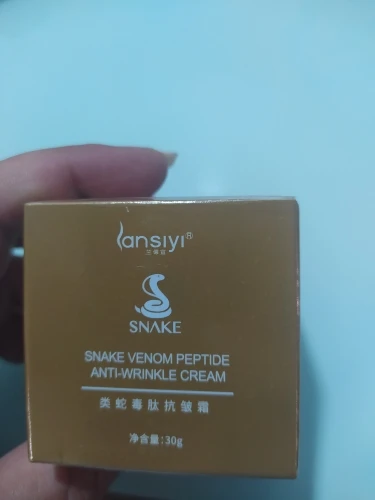 Lansiyi®
SNAKE
SNAKE VENOM PEPTIDE
ANTI-WRINKLE CREAM
类蛇毒肽抗皱霜
净含量:30g